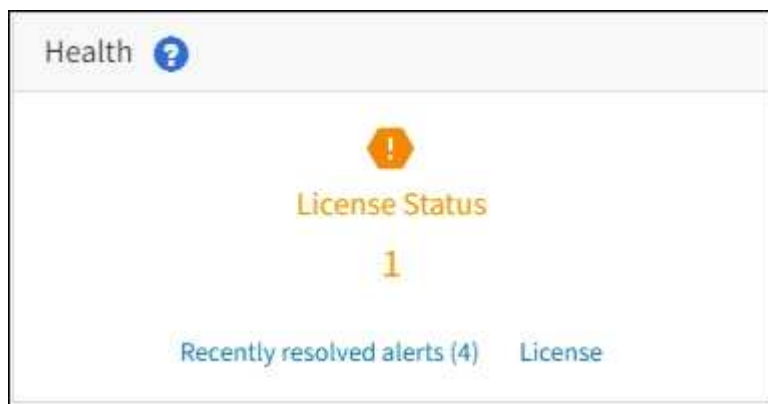 Health ?
!
License Status
1
Recently resolved alerts (4) License